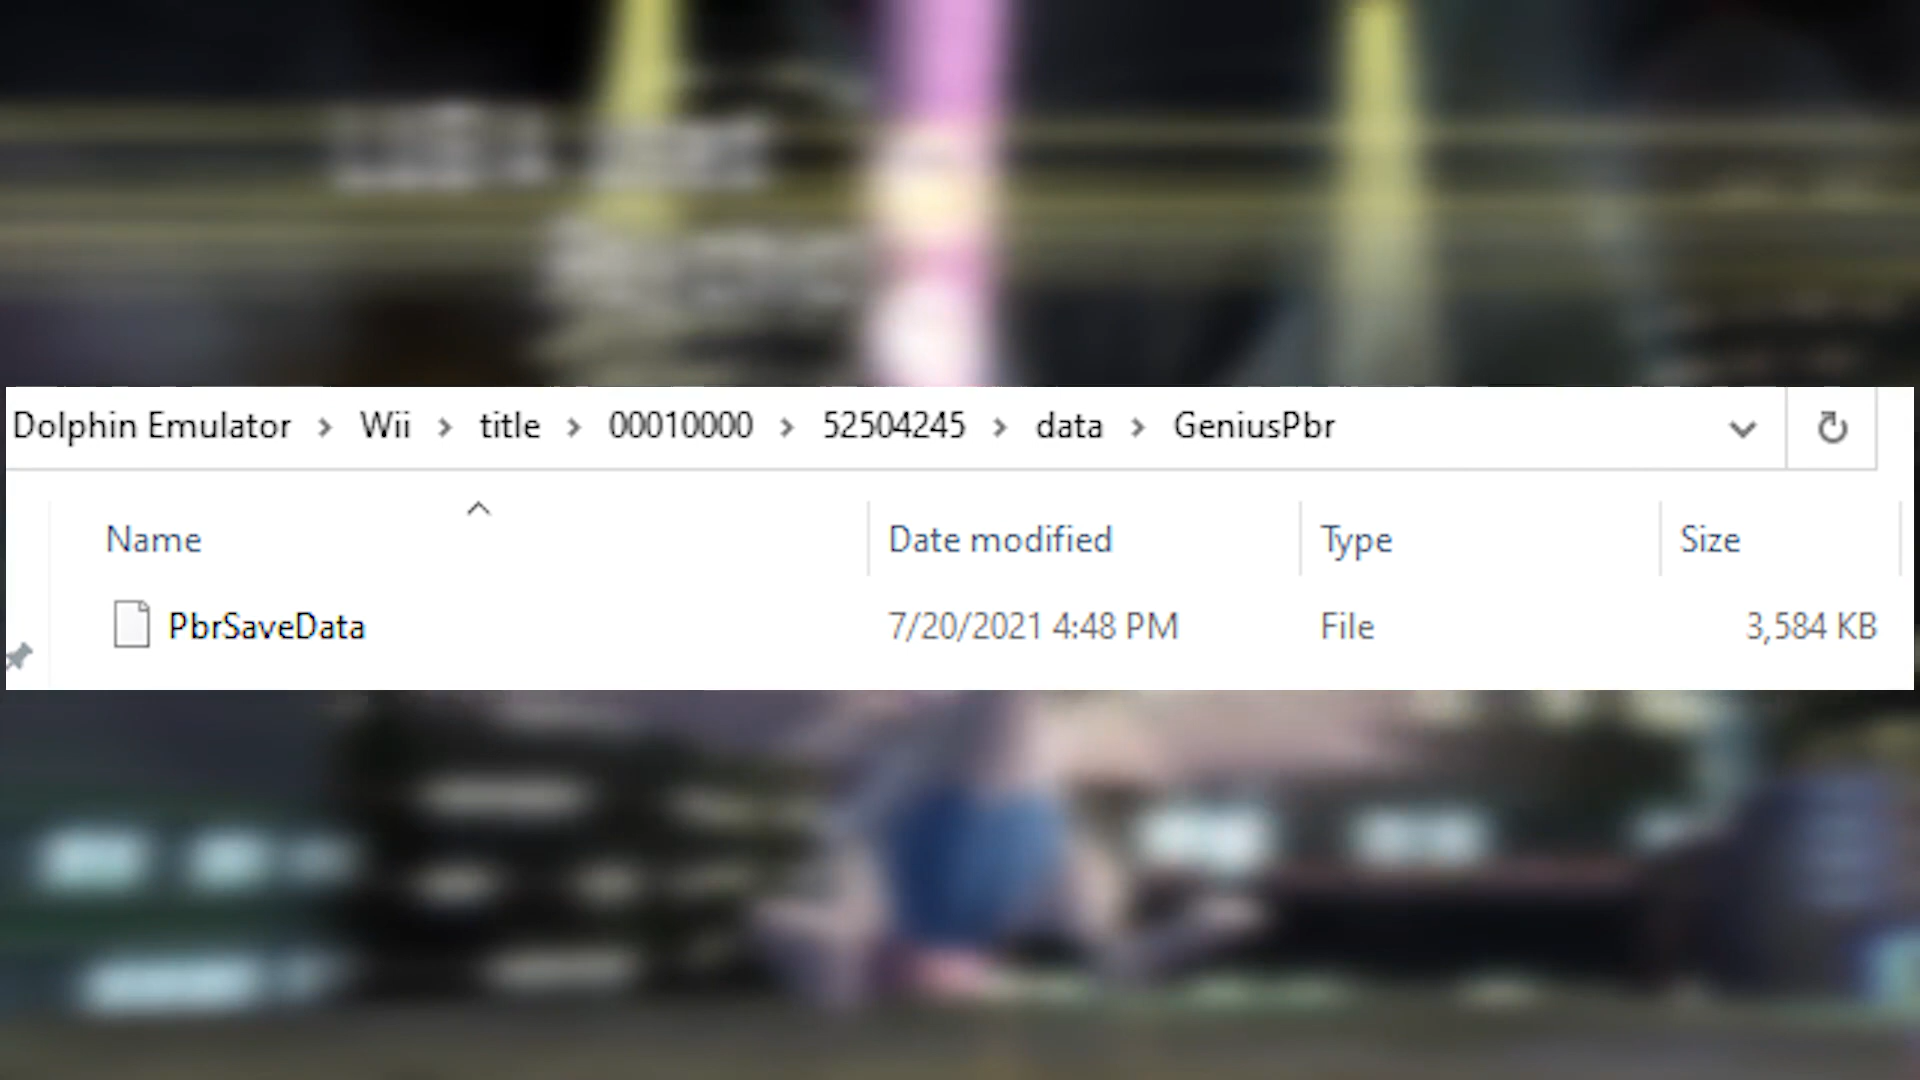 Dolphin Emulator > Wii > title > 00010000 > 52504245 > data > GeniusPbr
Name Date modified Type Size
PbrSaveData 7/20/2021 4:48 PM File 3,584 KB